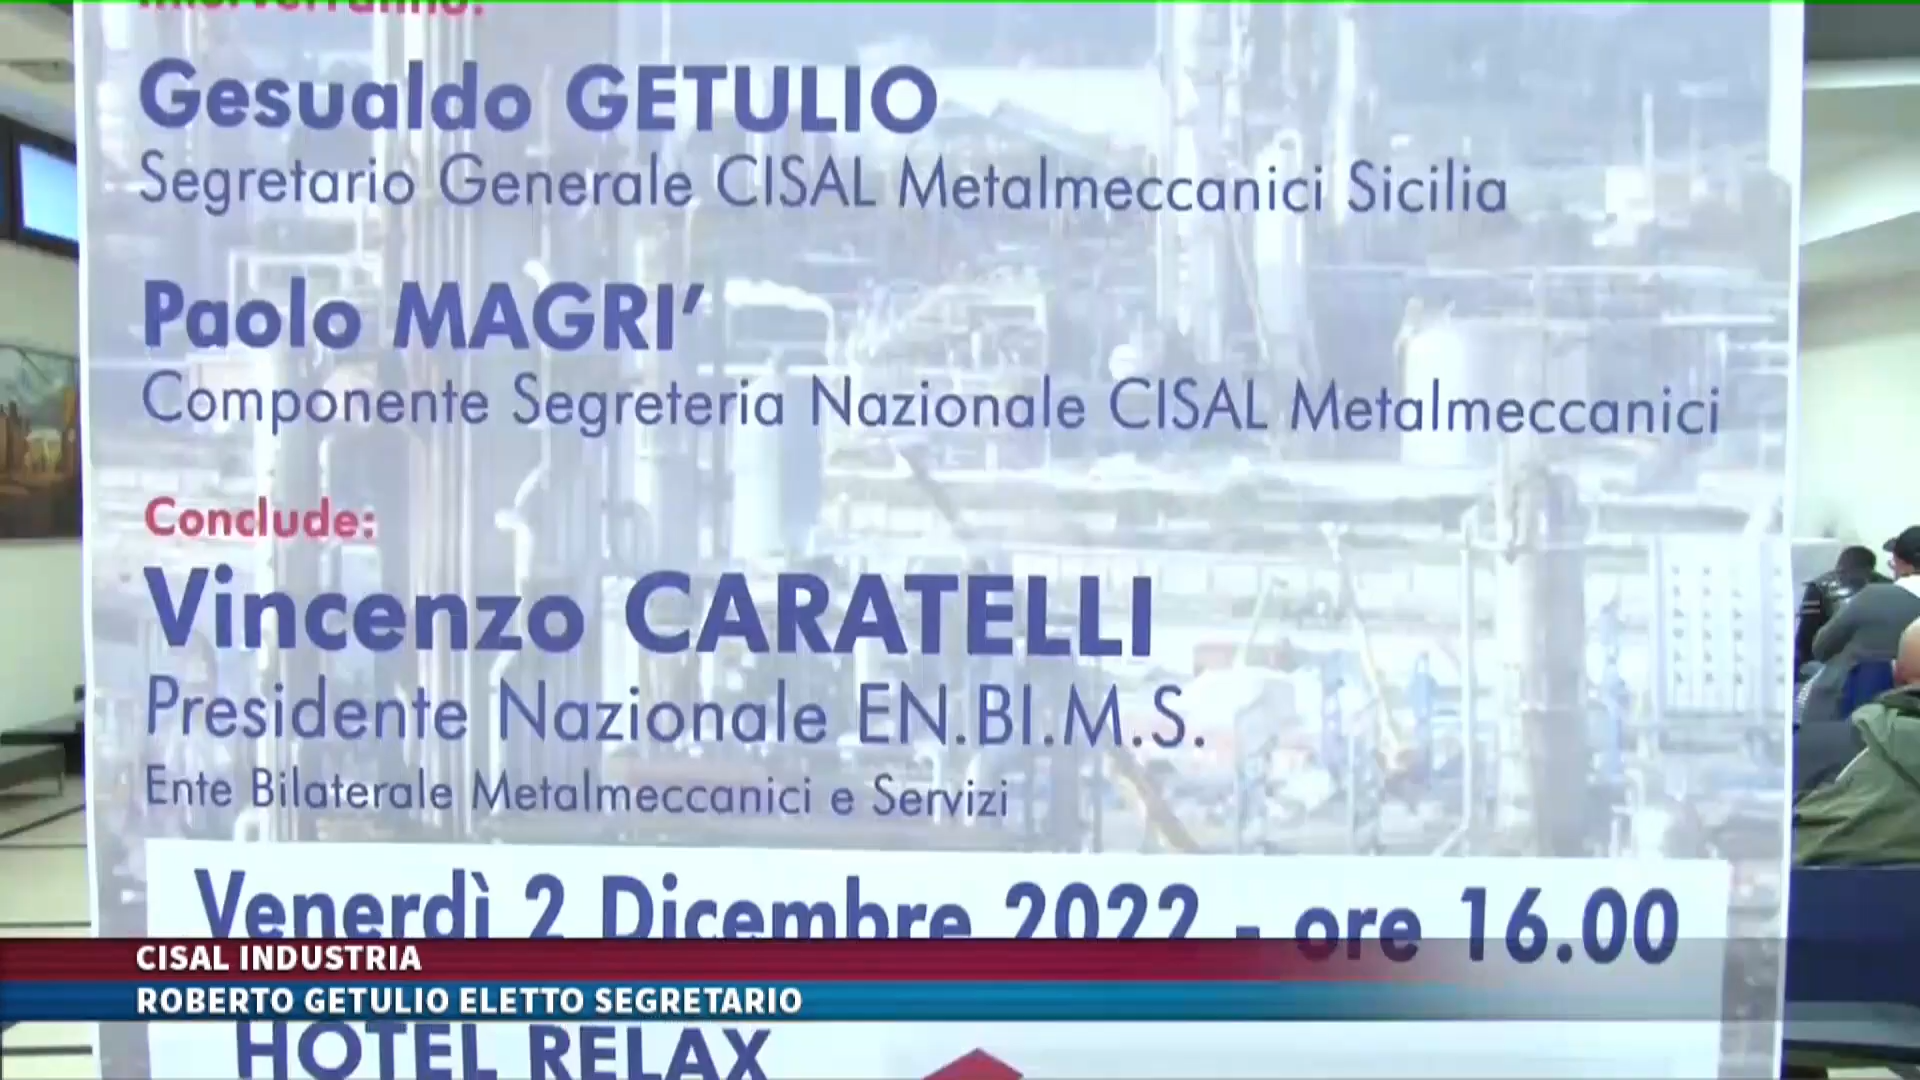 Interverranno:
Gesualdo GETULIO
Segretario Generale CISAL Metalmeccanici Sicilia
Paolo MAGRI’
Componente Segreteria Nazionale CISAL Metalmeccanici
Conclude:
Vincenzo CARATELLI
Presidente Nazionale EN.BI.M.S.
Ente Bilaterale Metalmeccanici e Servizi
Venerdì 2 Dicembre 2022 - ore 16.00
CISAL INDUSTRIA
ROBERTO GETULIO ELETTO SEGRETARIO
HOTEL RELAX